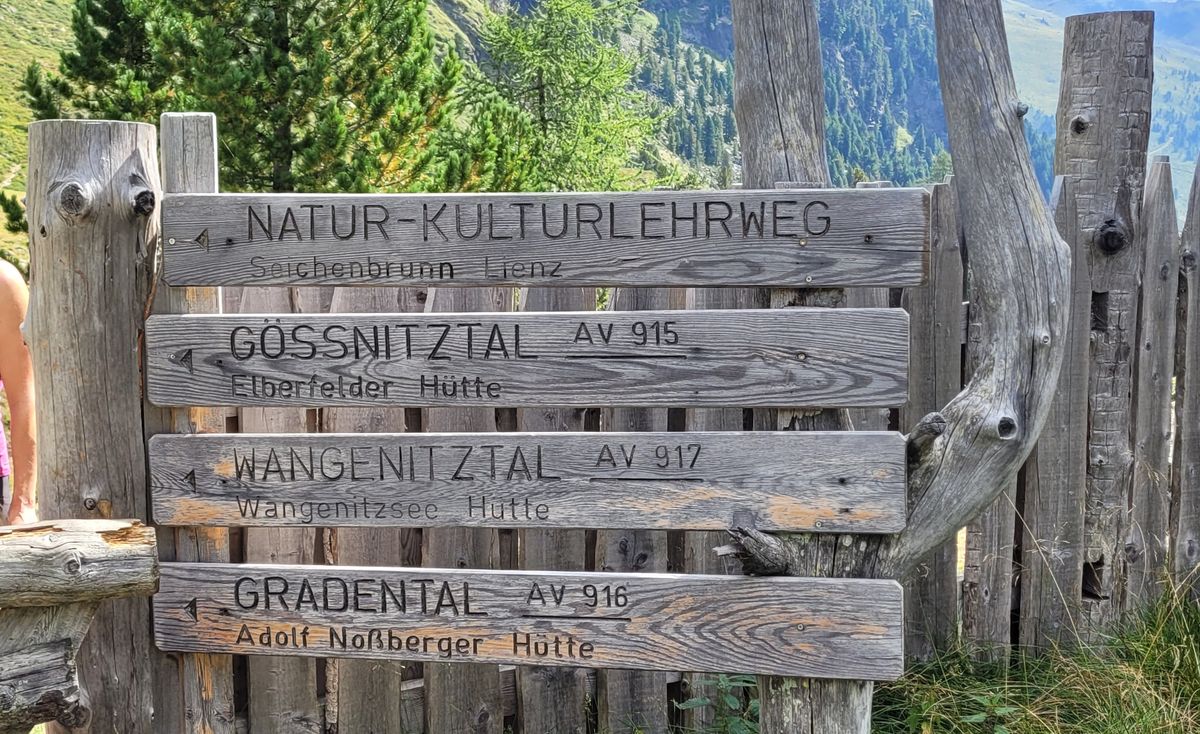 NATUR-KULTURLEHRWEG
Seichenbrunn Lienz
GÖSSNITZTAL AV 915
Elberfelder Hütte
WANGENITZTAL AV 917
Wangenitzsee Hütte
GRADENTAL AV 916
Adolf Noßberger Hütte